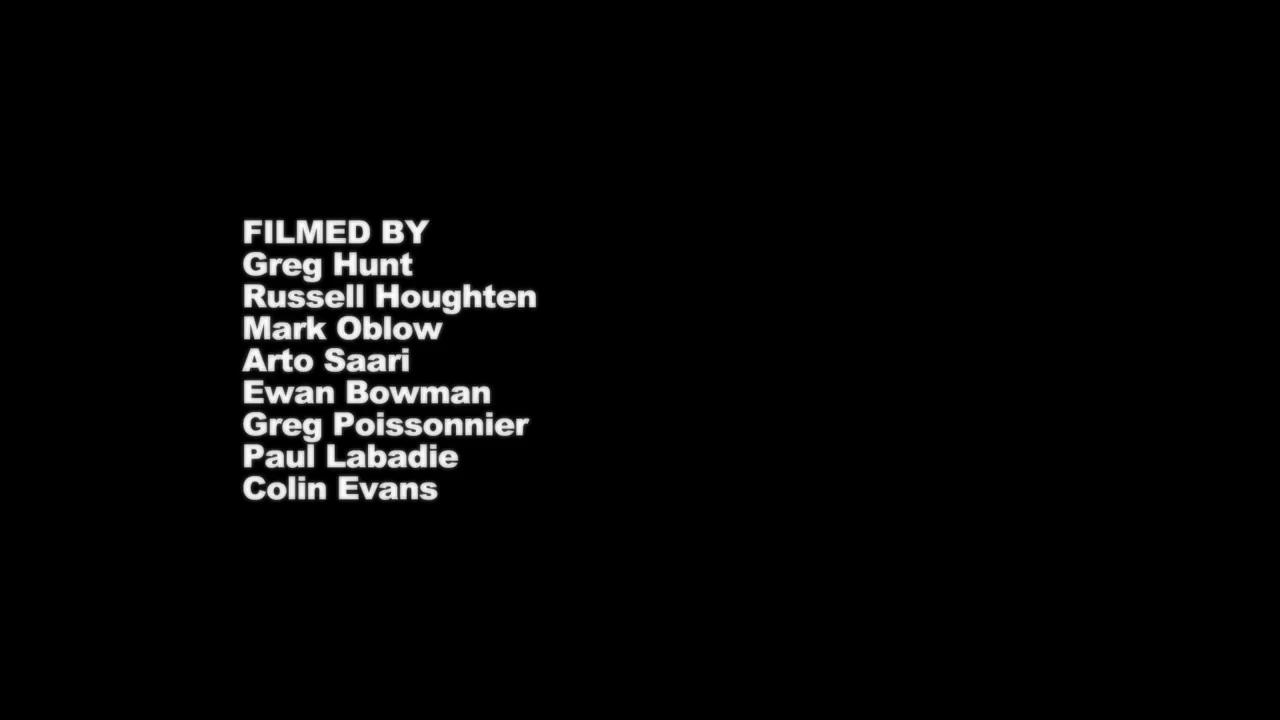 FILMED BY
Greg Hunt
Russell Houghten
Mark Oblow
Arto Saari
Ewan Bowman
Greg Poissonnier
Paul Labadie
Colin Evans